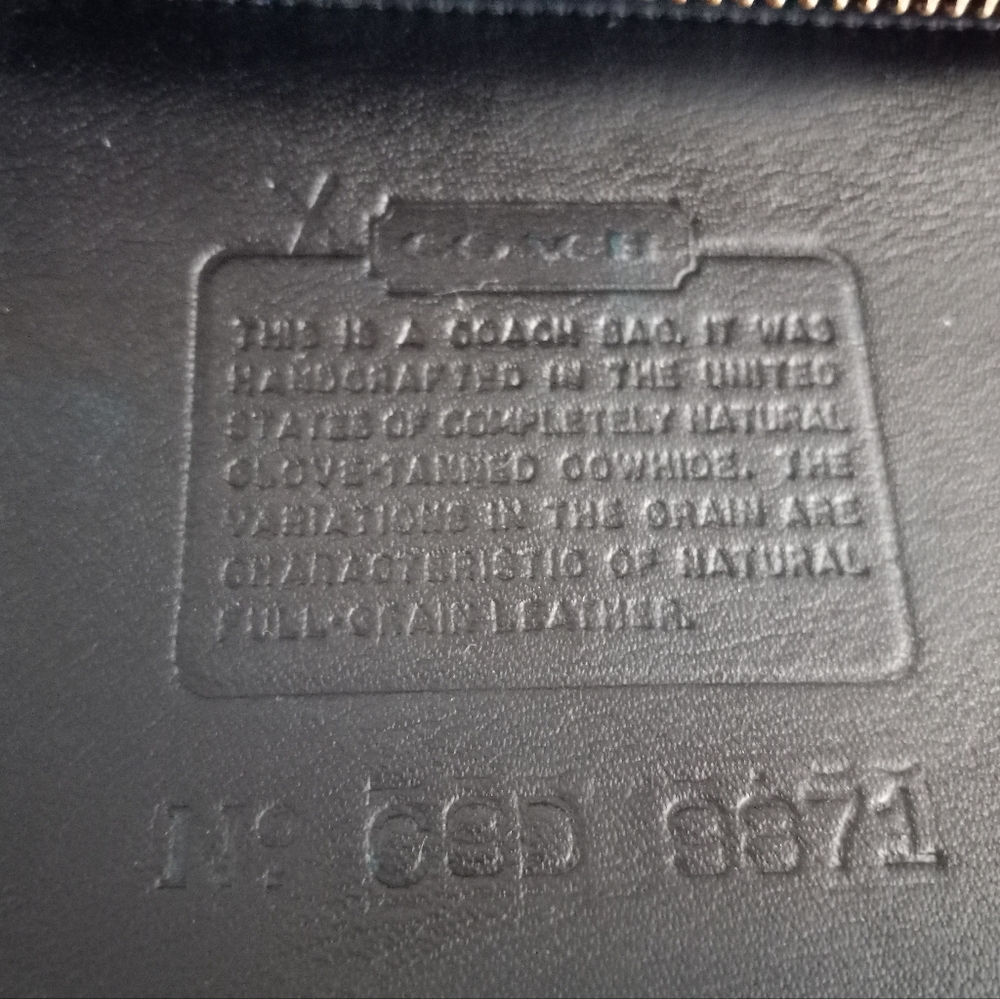 COACH
THIS IS A COACH BAG. IT WAS
HANDCRAFTED IN THE UNITED
STATES OF COMPLETELY NATURAL
GLOVE-TANNED COWHIDE. THE
VARIATIONS IN THE GRAIN ARE
CHARACTERISTIC OF NATURAL
FULL-GRAIN LEATHER.
Nº